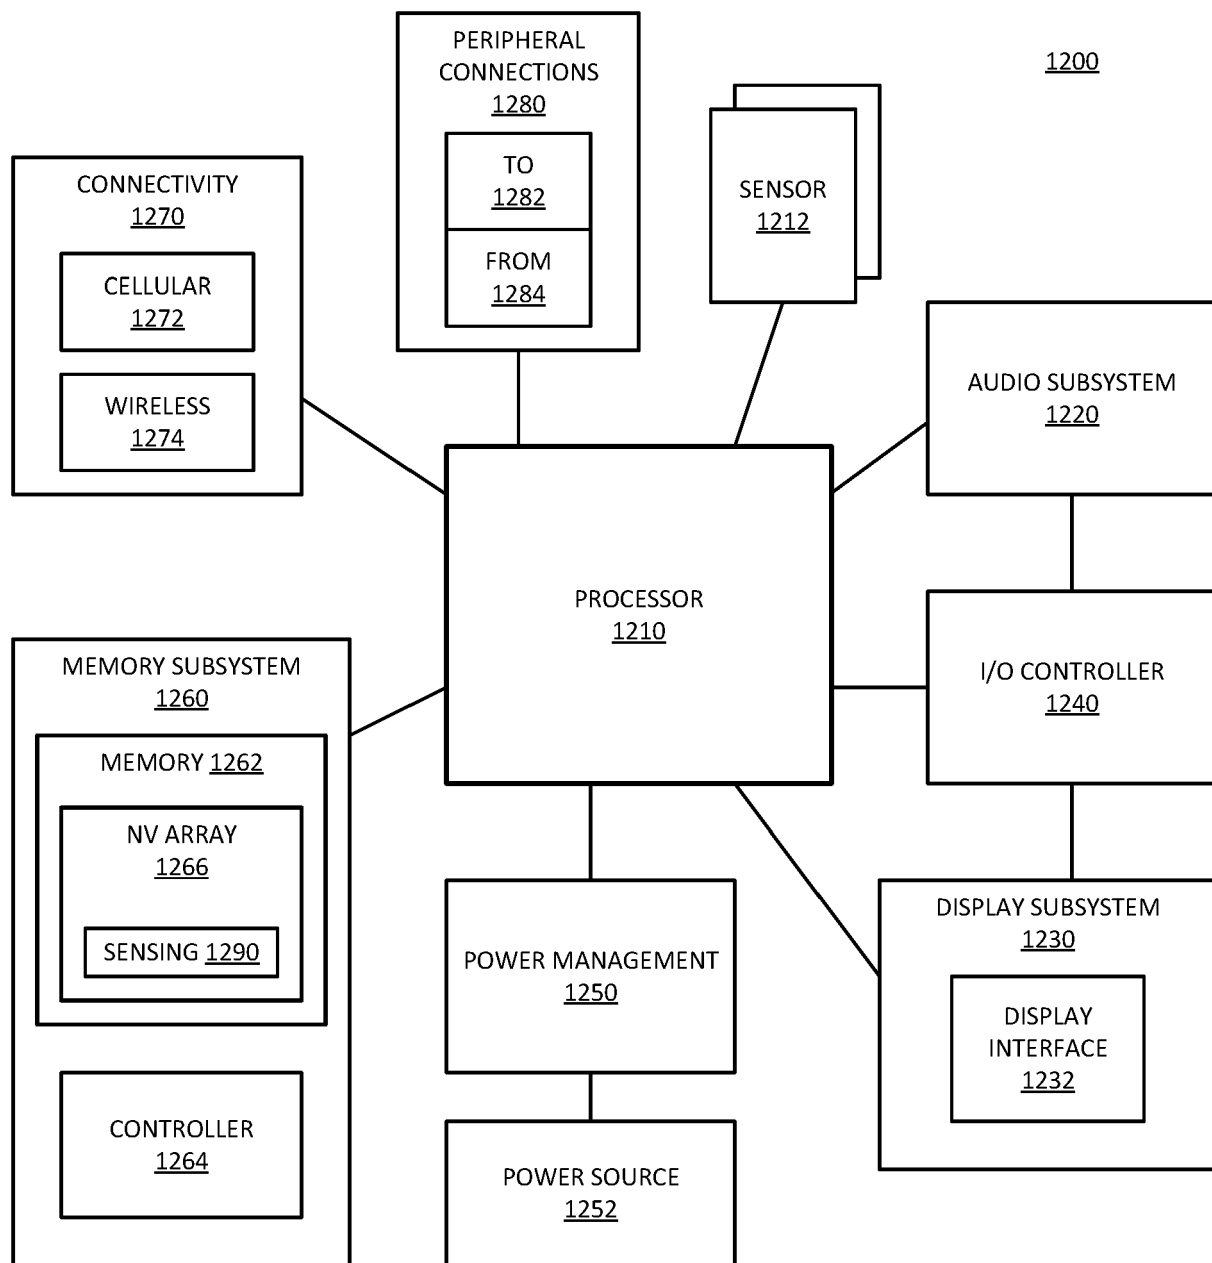 PERIPHERAL
CONNECTIONS
1280
TO
1282
FROM
1284
1200
SENSOR
1212
CONNECTIVITY
1270
CELLULAR
1272
WIRELESS
1274
AUDIO SUBSYSTEM
1220
PROCESSOR
1210
I/O CONTROLLER
1240
MEMORY SUBSYSTEM
1260
MEMORY 1262
NV ARRAY
1266
SENSING 1290
CONTROLLER
1264
POWER MANAGEMENT
1250
POWER SOURCE
1252
DISPLAY SUBSYSTEM
1230
DISPLAY
INTERFACE
1232